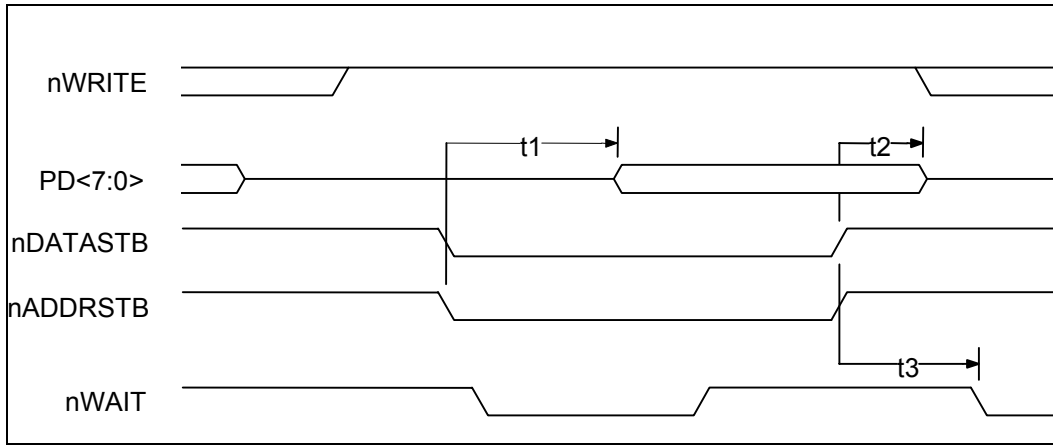 nWRITE
t1
t2
PD<7:0>
nDATASTB
nADDRSTB
t3
nWAIT